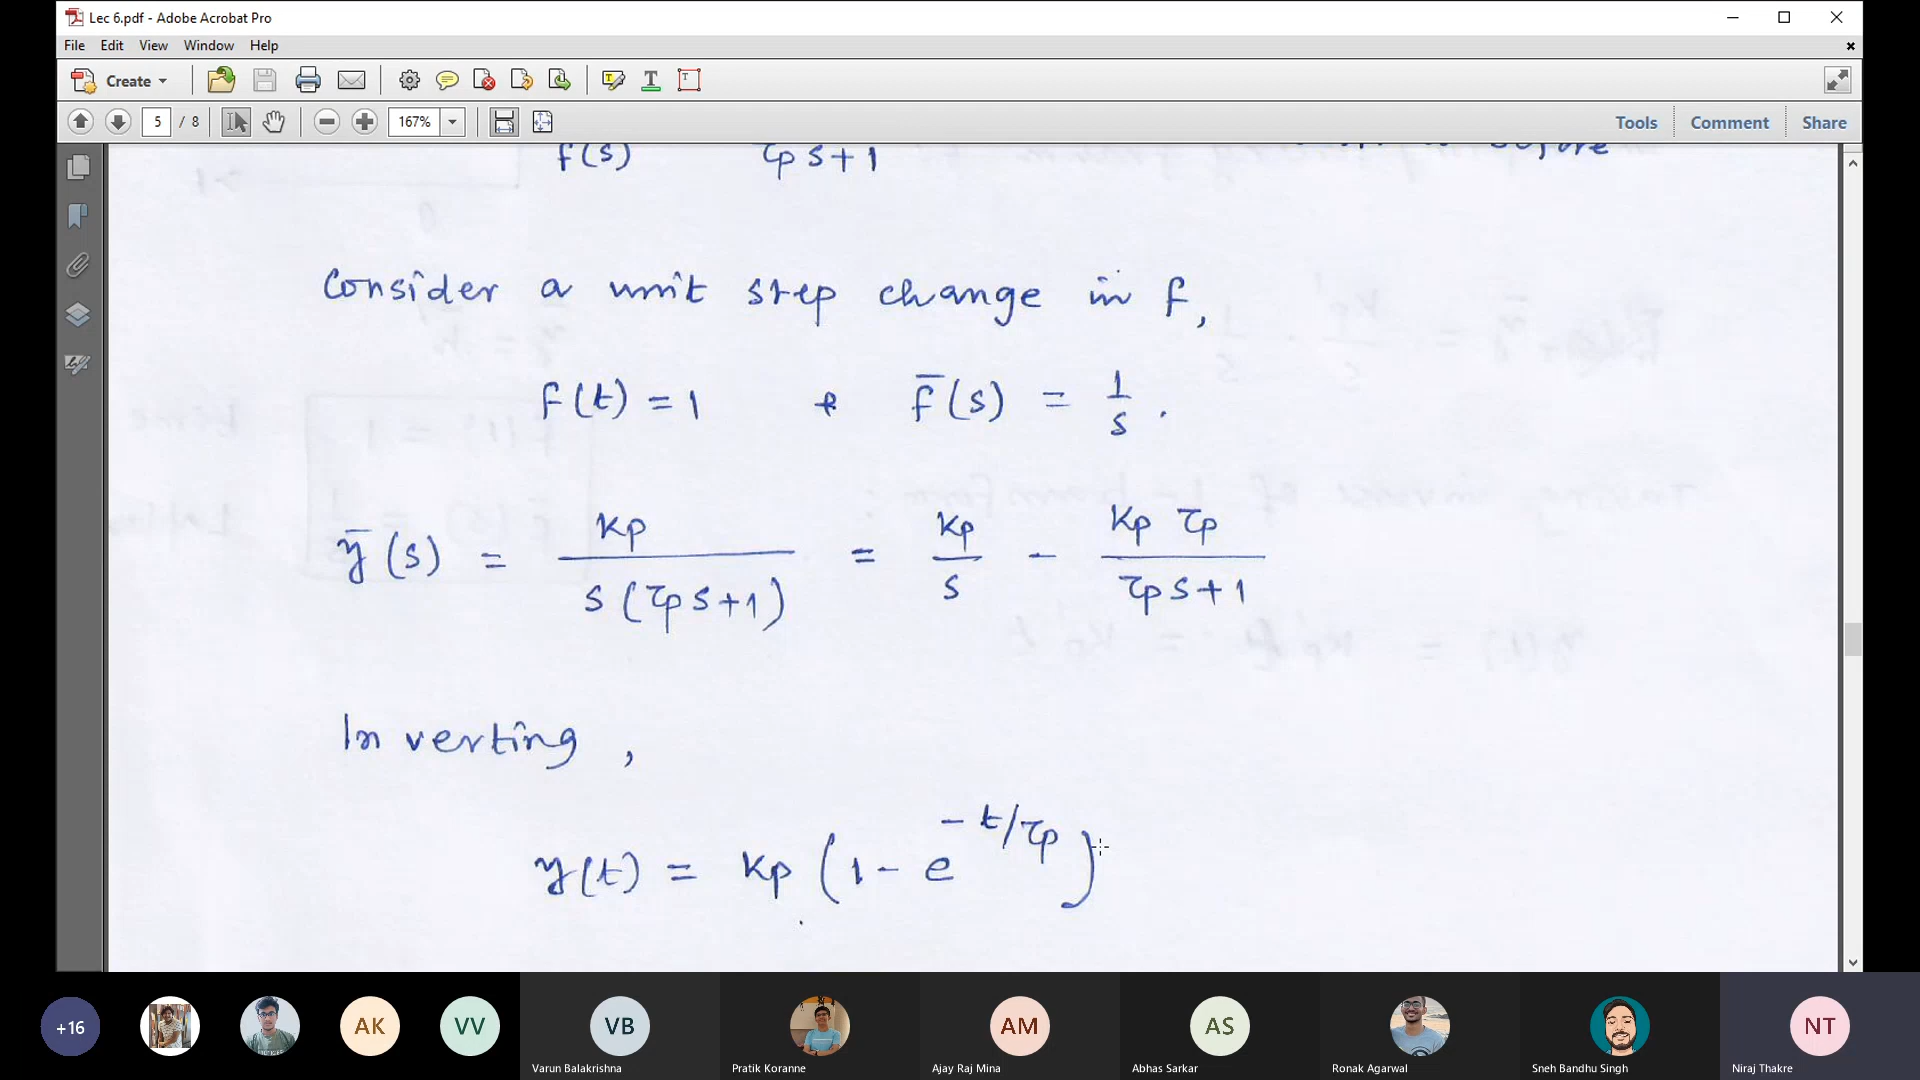 Lec 6.pdf - Adobe Acrobat Pro
File Edit View Window Help
Create
5 / 8 167% Tools Comment Share
f(s) τp s+1
Consider a unit step change in f,
f(t) = 1 & f̄(s) = 1/s .
ȳ(s) = Kp / s(τp s+1) = Kp/s - Kp τp / τp s+1
Inverting ,
y(t) = Kp (1 - e^(-t/τp))
+16 AK VV VB AM AS NT
Varun Balakrishna Pratik Koranne Ajay Raj Mina Abhas Sarkar Ronak Agarwal Sneh Bandhu Singh Niraj Thakre